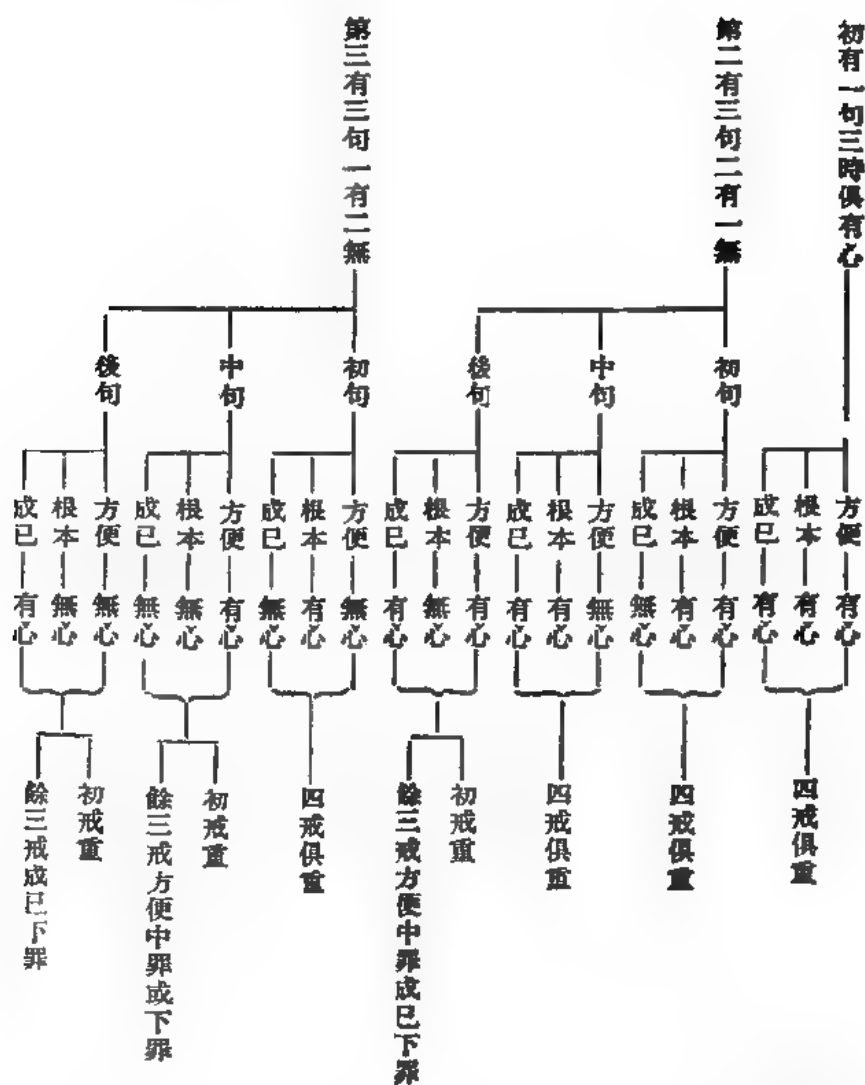 初有一句三時俱有心
方便 有心
根本 有心
成已 有心
四戒俱重
第二有三句二有一無
初句
方便 有心
根本 有心
成已 無心
四戒俱重
中句
方便 無心
根本 有心
成已 有心
四戒俱重
後句
方便 有心
根本 無心
成已 有心
初戒重
餘三戒方便中罪成已下罪
第三有三句一有二無
初句
方便 無心
根本 有心
成已 無心
四戒俱重
中句
方便 有心
根本 無心
成已 無心
初戒重
餘三戒方便中罪或下罪
後句
方便 無心
根本 無心
成已 有心
初戒重
餘三戒成已下罪